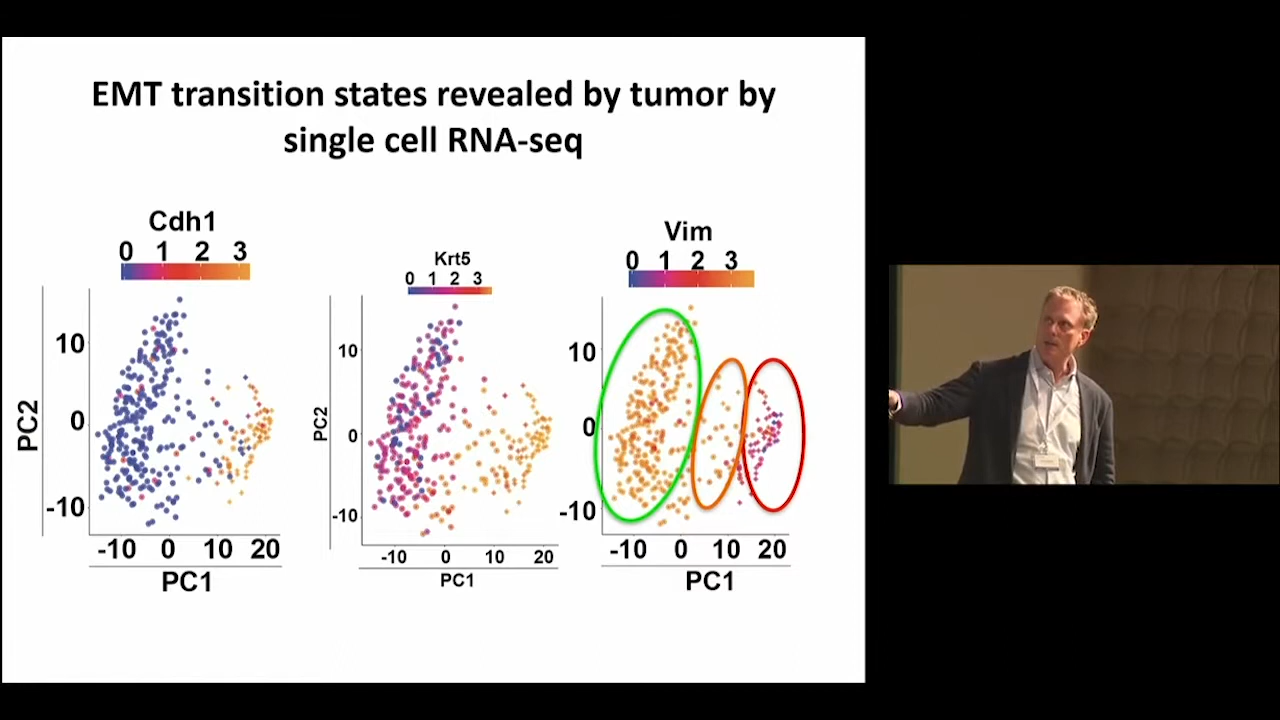 EMT transition states revealed by tumor by
single cell RNA-seq
Cdh1
0 1 2 3
PC2
10
0
-10
-10 0 10 20
PC1
Krt5
0 1 2 3
PC2
10
0
-10
-10 0 10 20
PC1
Vim
0 1 2 3
10
0
-10
-10 0 10 20
PC1